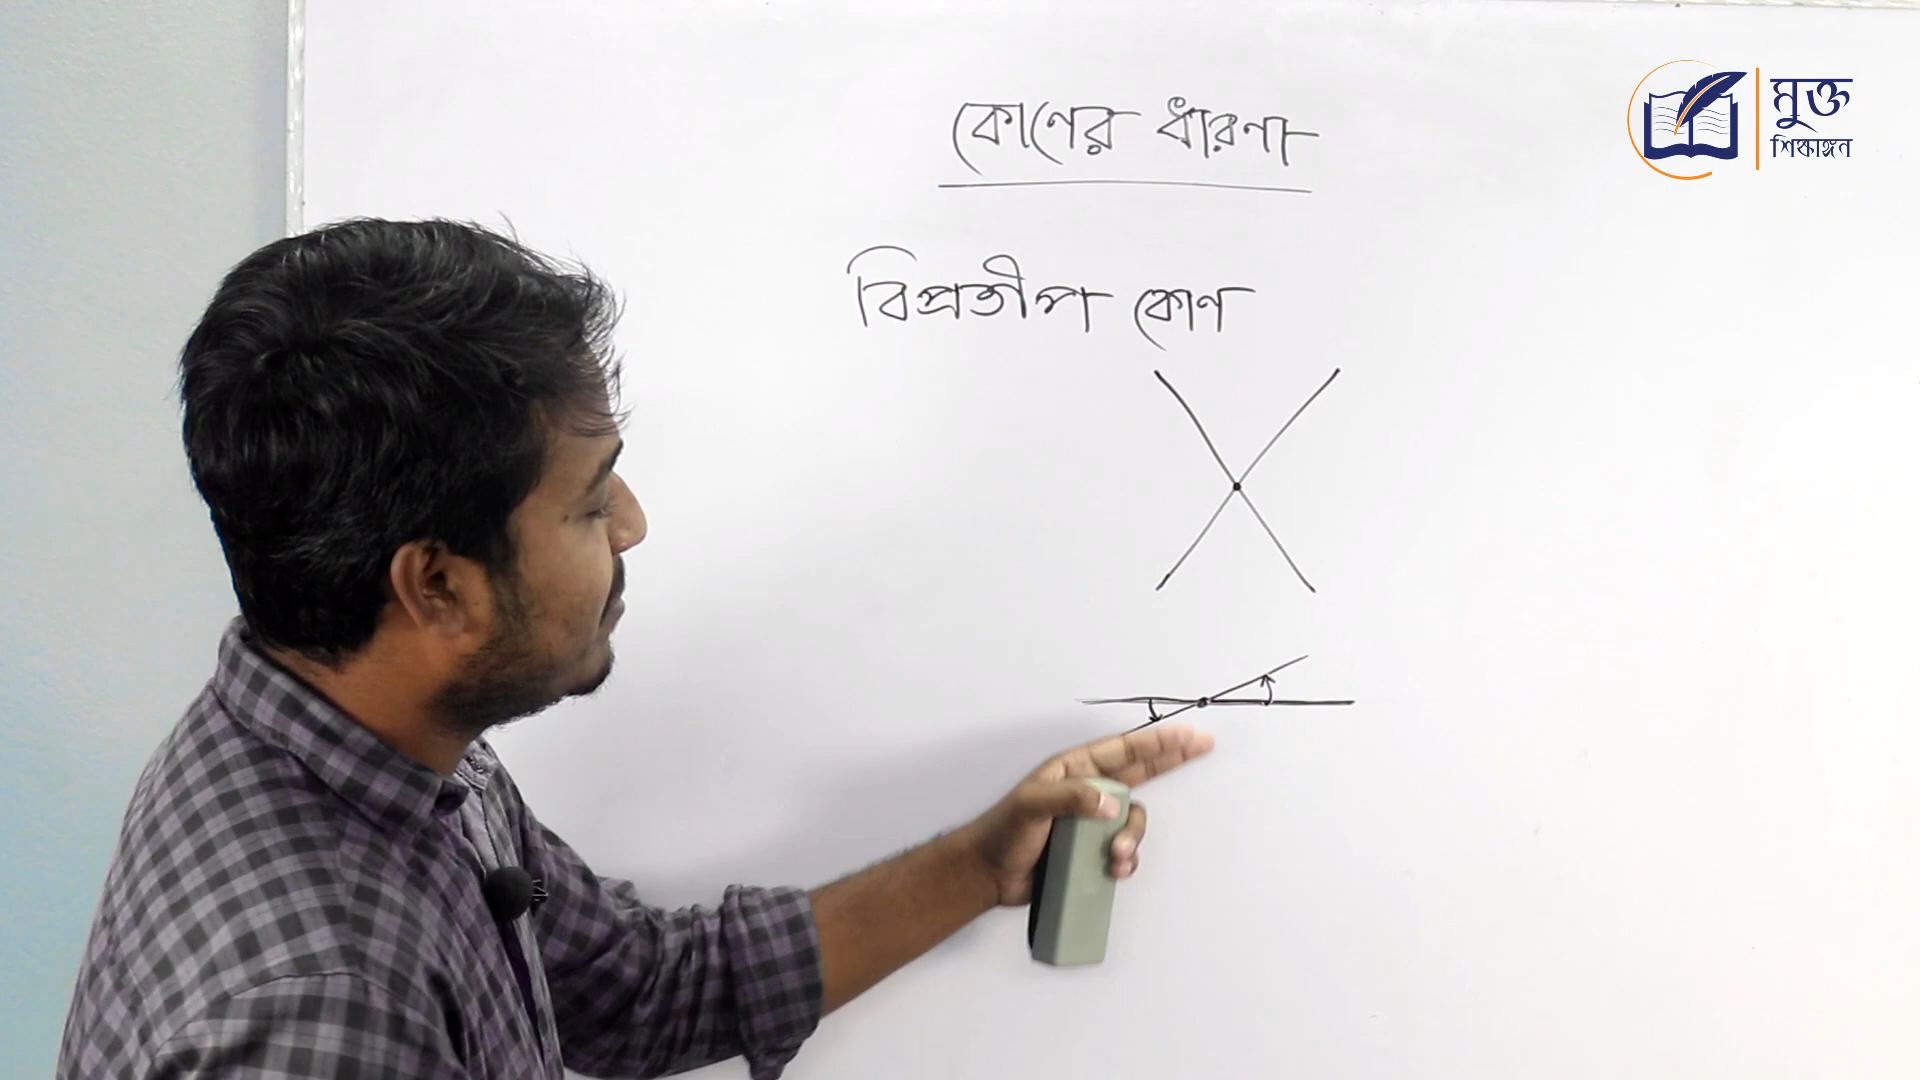 কোণের ধারণা
বিপ্রতীপ কোণ
মুক্ত
শিক্ষাঙ্গন